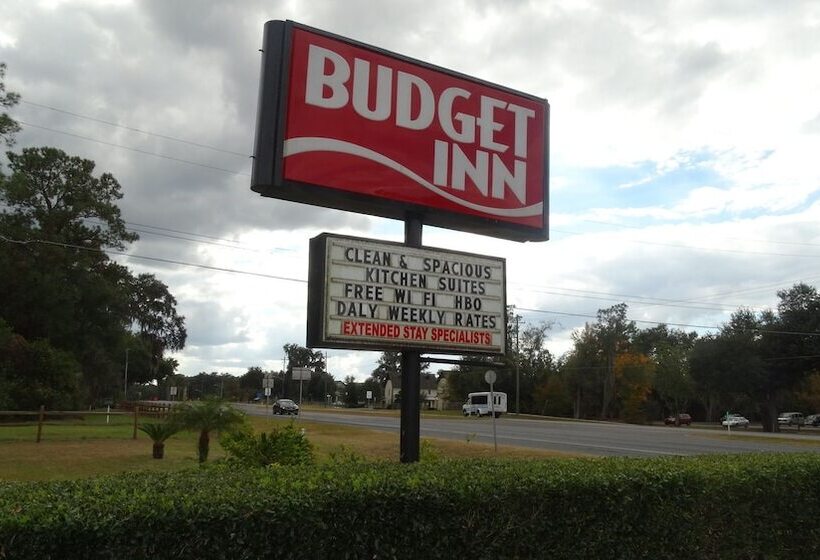 BUDGET
INN
CLEAN & SPACIOUS
KITCHEN SUITES
FREE WI FI HBO
DALY WEEKLY RATES
EXTENDED STAY SPECIALISTS